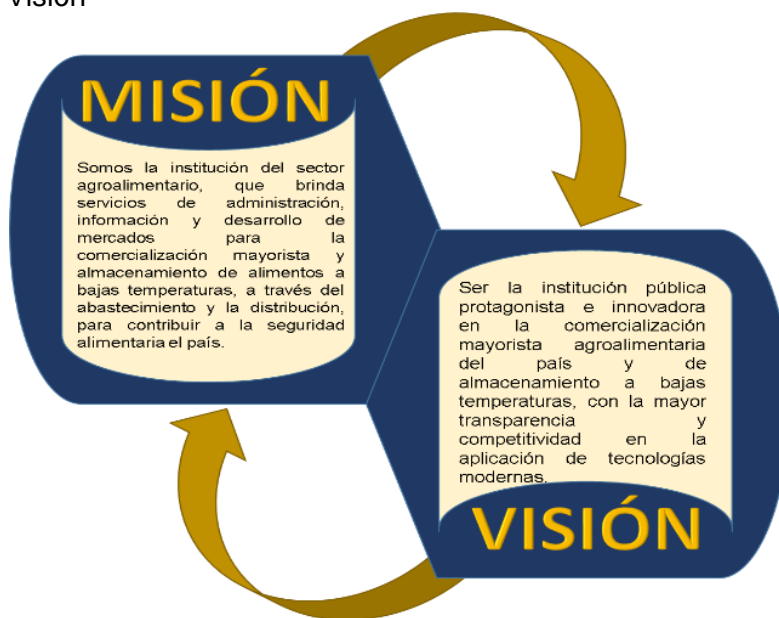 Visión
MISIÓN
Somos la institución del sector
agroalimentario, que brinda
servicios de administración,
información y desarrollo de
mercados para la
comercialización mayorista y
almacenamiento de alimentos a
bajas temperaturas, a través del
abastecimiento y la distribución,
para contribuir a la seguridad
alimentaria el país.
Ser la institución pública
protagonista e innovadora
en la comercialización
mayorista agroalimentaria
del país y de
almacenamiento a bajas
temperaturas, con la mayor
transparencia y
competitividad en la
aplicación de tecnologías
modernas.
VISIÓN